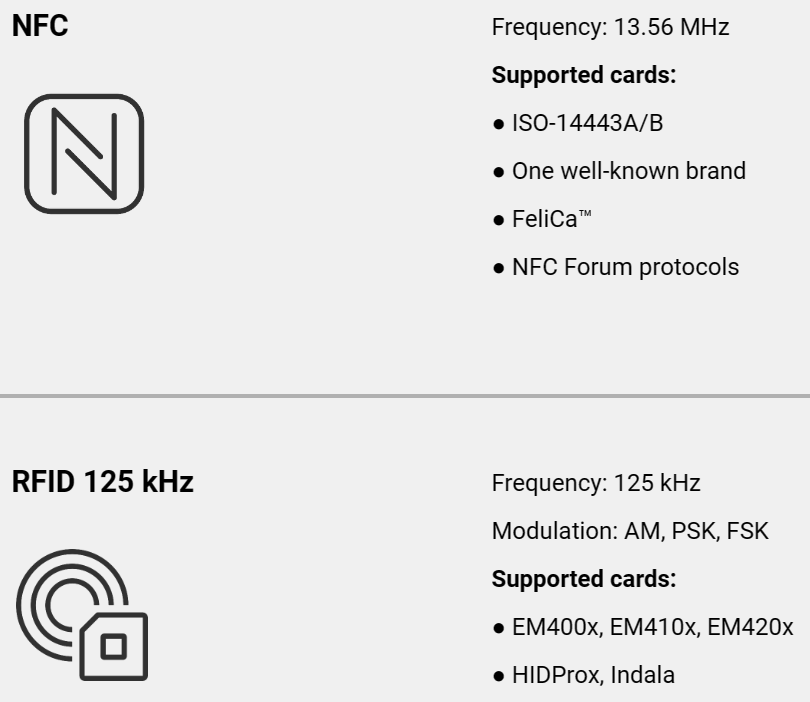 NFC
Frequency: 13.56 MHz
Supported cards:
● ISO-14443A/B
● One well-known brand
● FeliCa™
● NFC Forum protocols
RFID 125 kHz
Frequency: 125 kHz
Modulation: AM, PSK, FSK
Supported cards:
● EM400x, EM410x, EM420x
● HIDProx, Indala